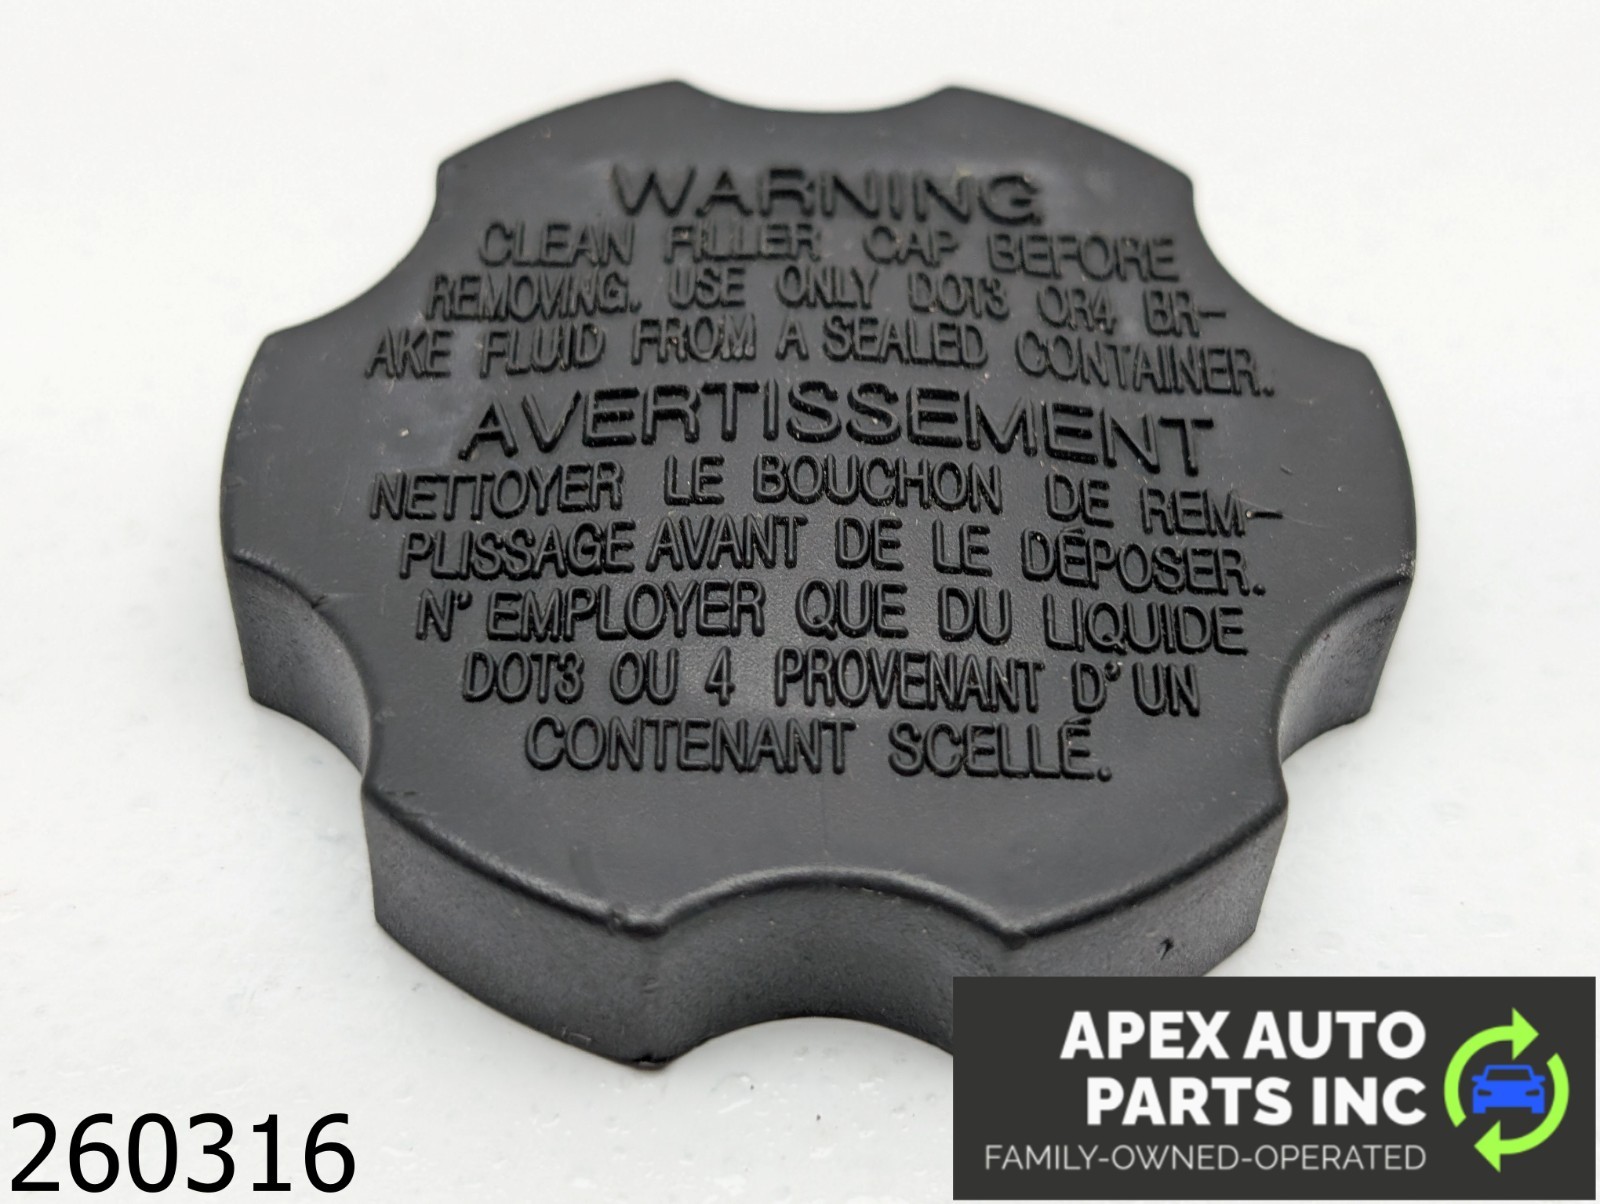 WARNING
CLEAN FILLER CAP BEFORE
REMOVING. USE ONLY DOT3 OR4 BR-
AKE FLUID FROM A SEALED CONTAINER.
AVERTISSEMENT
NETTOYER LE BOUCHON DE REM-
PLISSAGE AVANT DE LE DÉPOSER.
N'EMPLOYER QUE DU LIQUIDE
DOT3 OU 4 PROVENANT D'UN
CONTENANT SCELLÉ.
260316
APEX AUTO
PARTS INC
FAMILY-OWNED-OPERATED